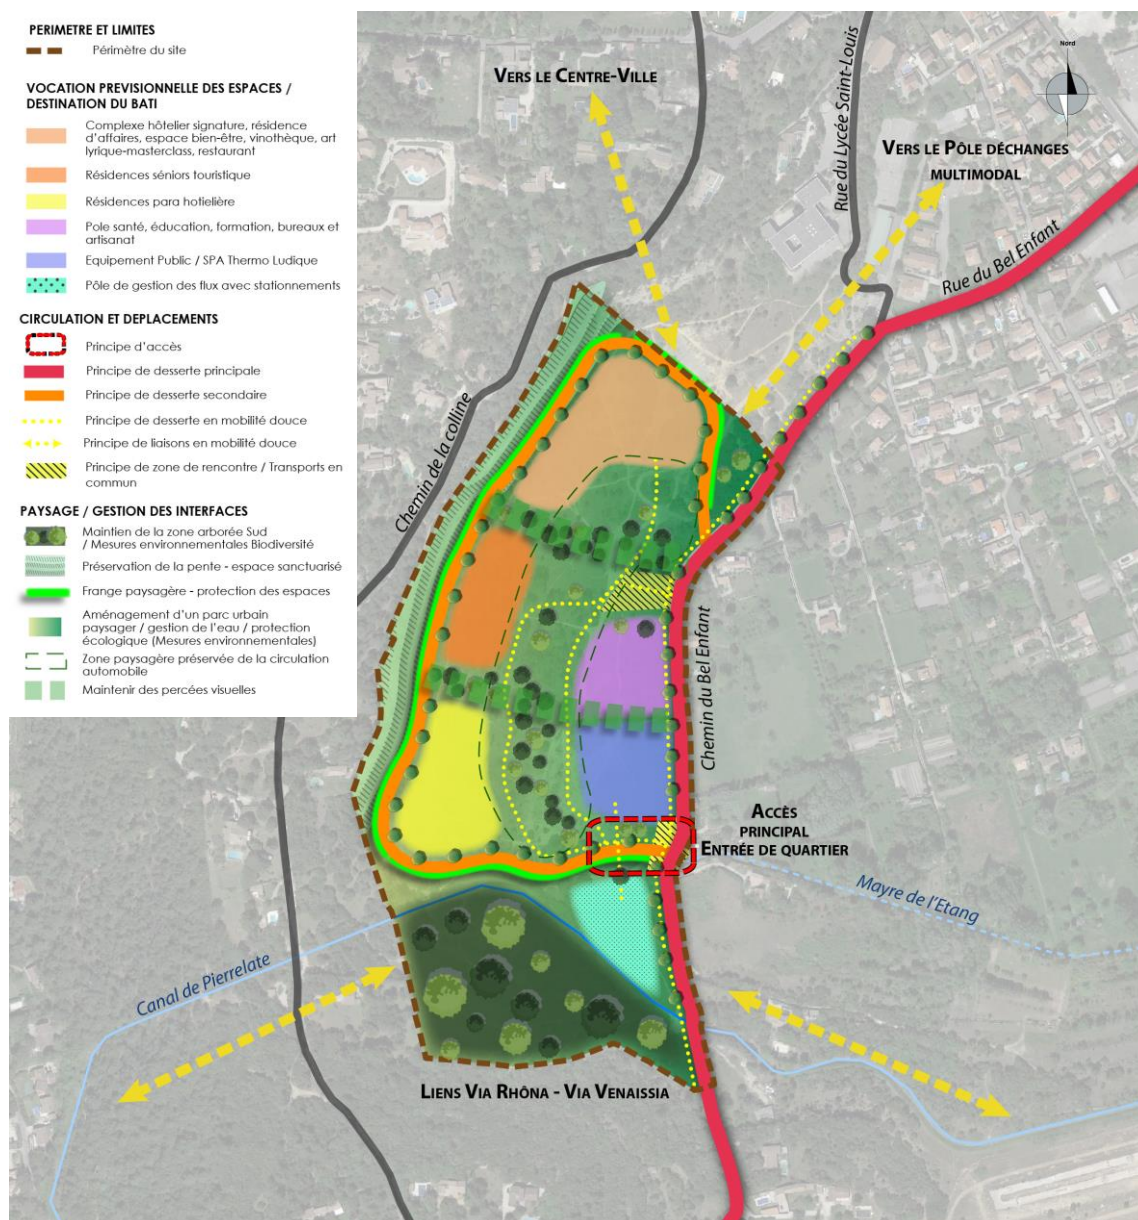 PERIMETRE ET LIMITES
Périmètre du site
VOCATION PREVISIONNELLE DES ESPACES /
DESTINATION DU BATI
Complexe hôtelier signature, résidence
d'affaires, espace bien-être, vinothèque, art
lyrique-masterclass, restaurant
Résidences séniors touristique
Résidences para hotielière
Pole santé, éducation, formation, bureaux et
artisanat
Equipement Public / SPA Thermo Ludique
Pôle de gestion des flux avec stationnements
CIRCULATION ET DEPLACEMENTS
Principe d'accès
Principe de desserte principale
Principe de desserte secondaire
Principe de desserte en mobilité douce
Principe de liaisons en mobilité douce
Principe de zone de rencontre / Transports en
commun
PAYSAGE / GESTION DES INTERFACES
Maintien de la zone arborée Sud
/ Mesures environnementales Biodiversité
Préservation de la pente - espace sanctuarisé
Frange paysagère - protection des espaces
Aménagement d'un parc urbain
paysager / gestion de l'eau / protection
écologique (Mesures environnementales)
Zone paysagère préservée de la circulation
automobile
Maintenir des percées visuelles
Nord
VERS LE CENTRE-VILLE
VERS LE PÔLE DÉCHANGES
MULTIMODAL
Rue du Lycée Saint-Louis
Rue du Bel Enfant
Chemin de la colline
Chemin du Bel Enfant
ACCÈS
PRINCIPAL
ENTRÉE DE QUARTIER
Mayre de l'Etang
Canal de Pierrelate
LIENS VIA RHÔNA - VIA VENAISSIA